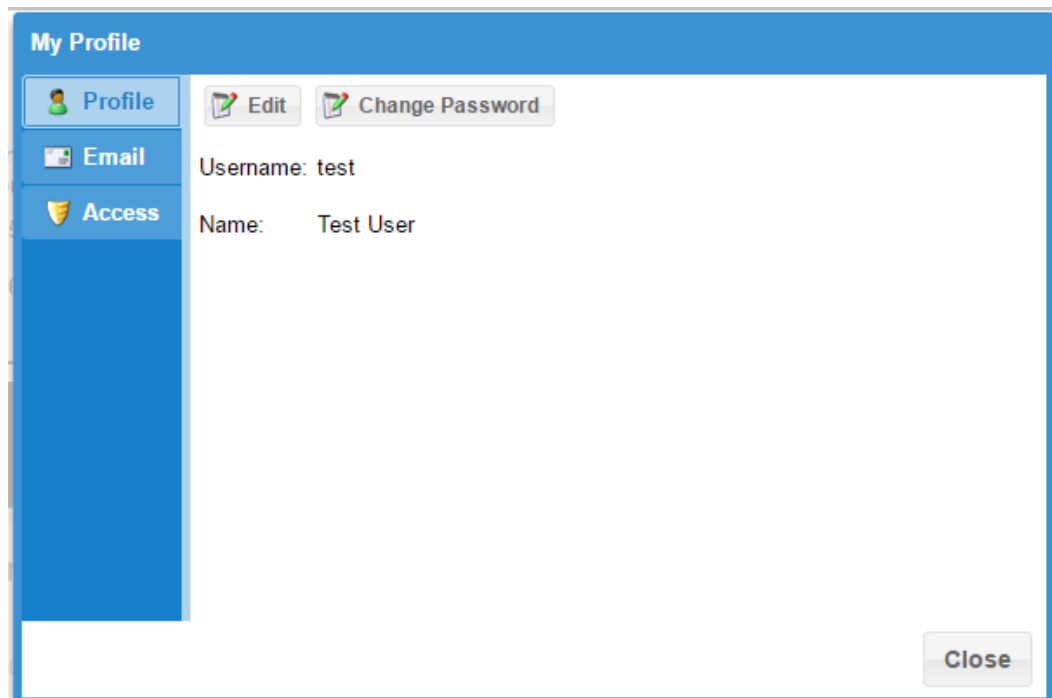 My Profile
Profile
Edit
Change Password
Email
Username: test
Access
Name: Test User
Close